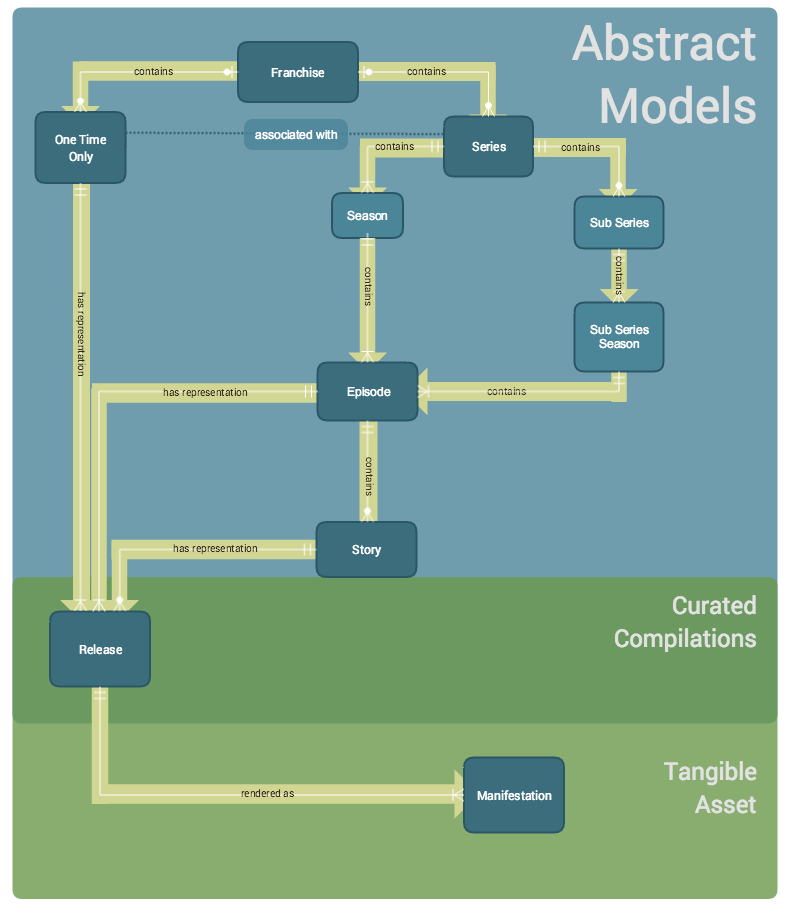 Abstract
Models
Franchise
contains
contains
One Time
Only
associated with
Series
contains
contains
Season
Sub Series
contains
contains
Sub Series
Season
has representation
has representation
Episode
contains
contains
has representation
Story
Curated
Compilations
Release
Tangible
Asset
rendered as
Manifestation